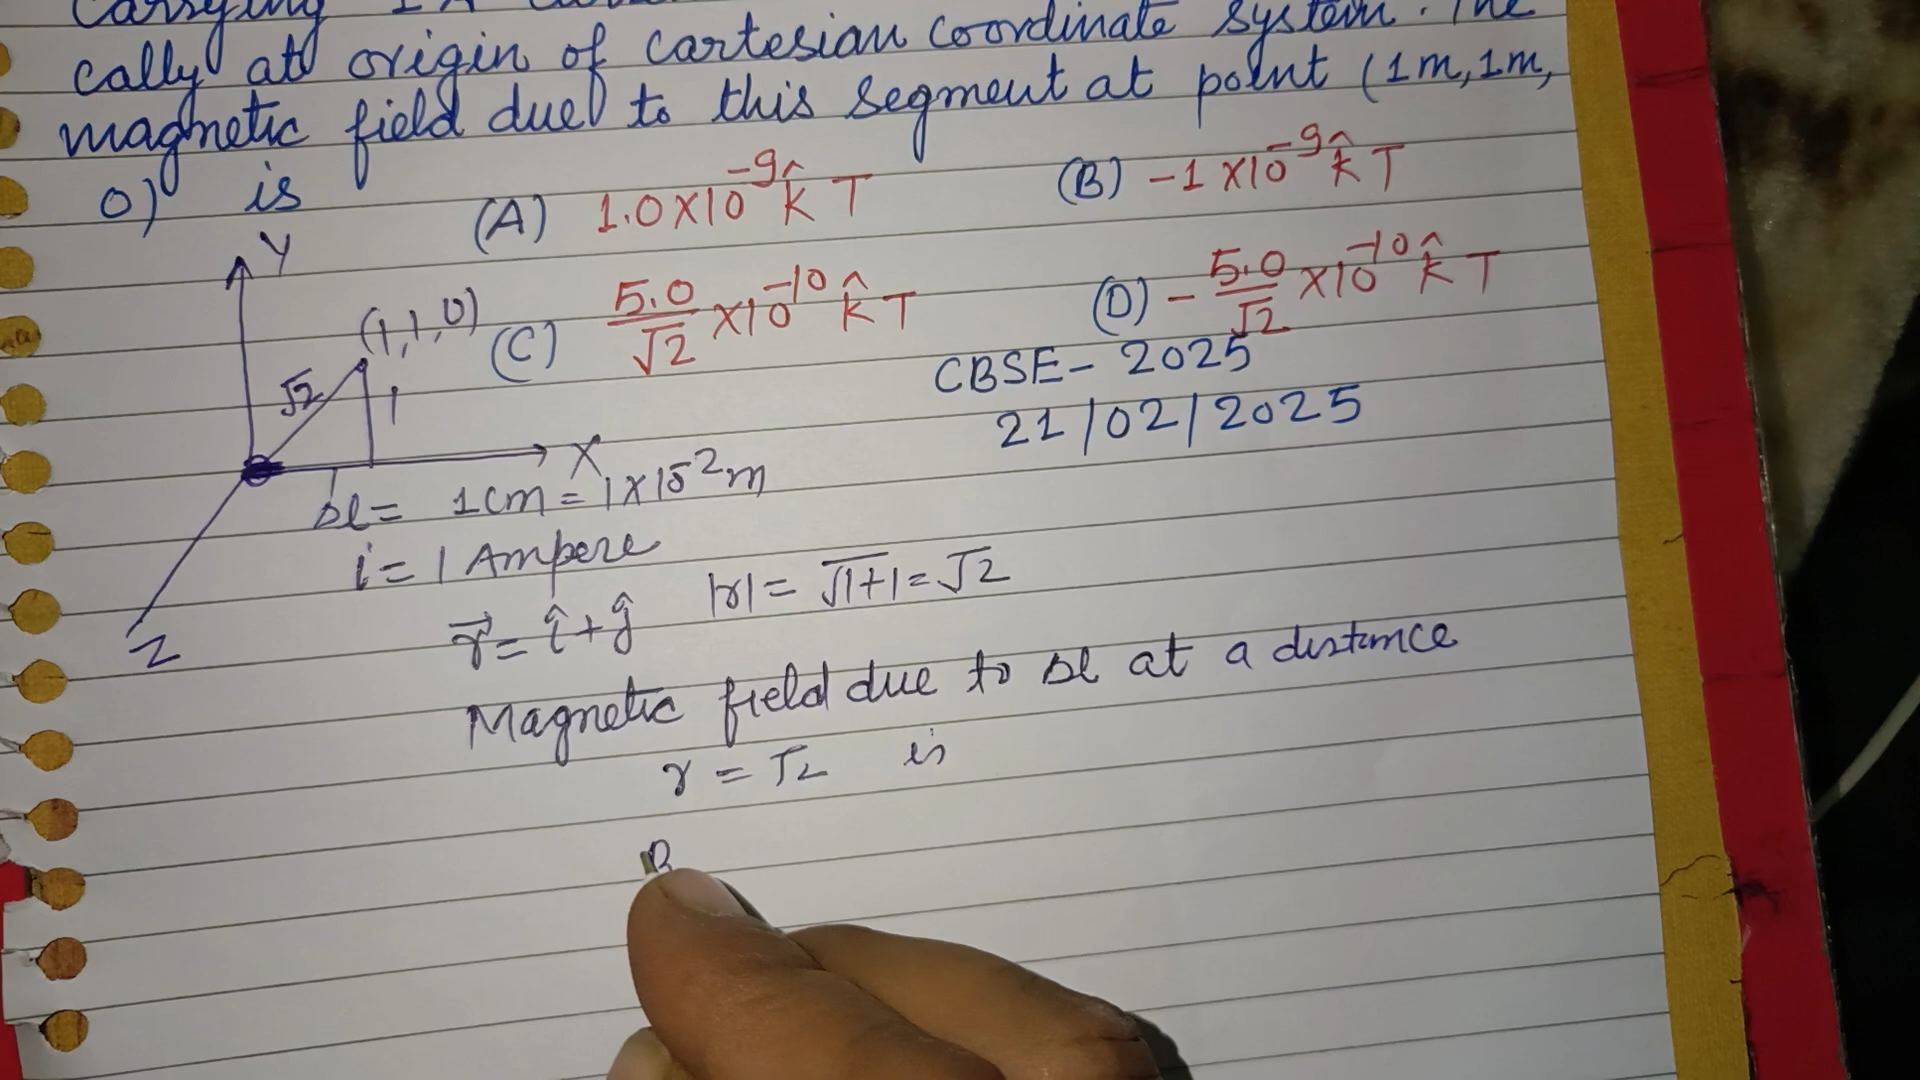 carrying 1A
cally at origin of cartesian coordinate system. The
magnetic field due to this segment at point (1m,1m,
0) is
(A) 1.0×10⁻⁹ k̂ T
(B) -1×10⁻⁹ k̂ T
(C) 5.0/√2 ×10⁻¹⁰ k̂ T
(D) - 5.0/√2 ×10⁻¹⁰ k̂ T
CBSE- 2025
21/02/2025
Y
(1,1,0)
√2
1
X
Z
Δl = 1cm = 1×10⁻²m
i = 1 Ampere
r⃗ = î + ĵ |r| = √1+1 = √2
Magnetic field due to Δl at a distance
r = √2 is
B